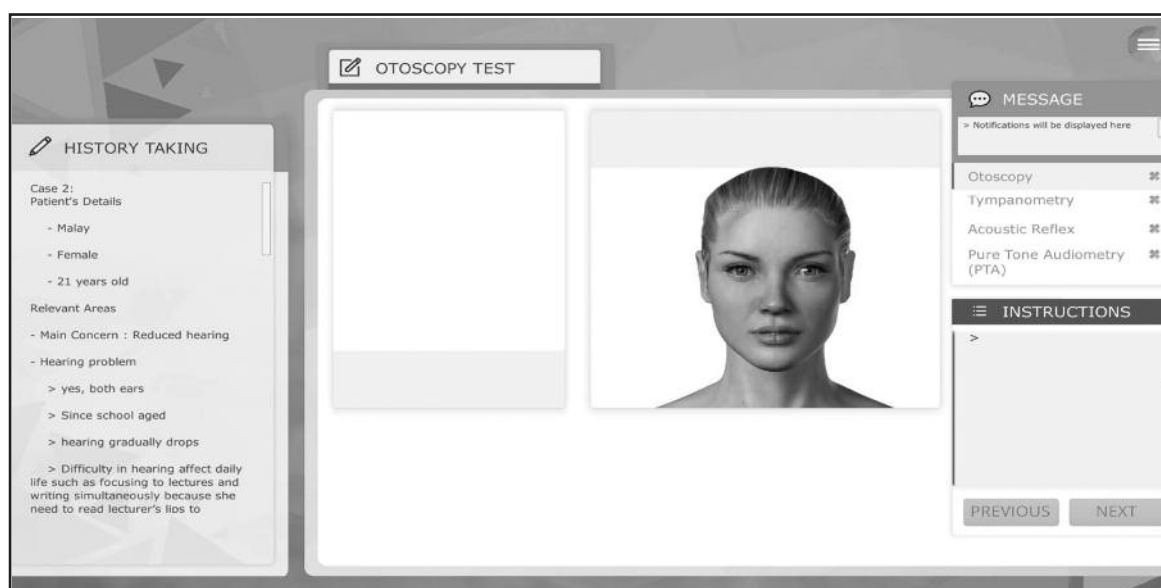 OTOSCOPY TEST
HISTORY TAKING
Case 2:
Patient's Details
- Malay
- Female
- 21 years old
Relevant Areas
- Main Concern : Reduced hearing
- Hearing problem
> yes, both ears
> Since school aged
> hearing gradually drops
> Difficulty in hearing affect daily
life such as focusing to lectures and
writing simultaneously because she
need to read lecturer's lips to
MESSAGE
> Notifications will be displayed here
Otoscopy
Tympanometry
Acoustic Reflex
Pure Tone Audiometry
(PTA)
INSTRUCTIONS
>
PREVIOUS NEXT